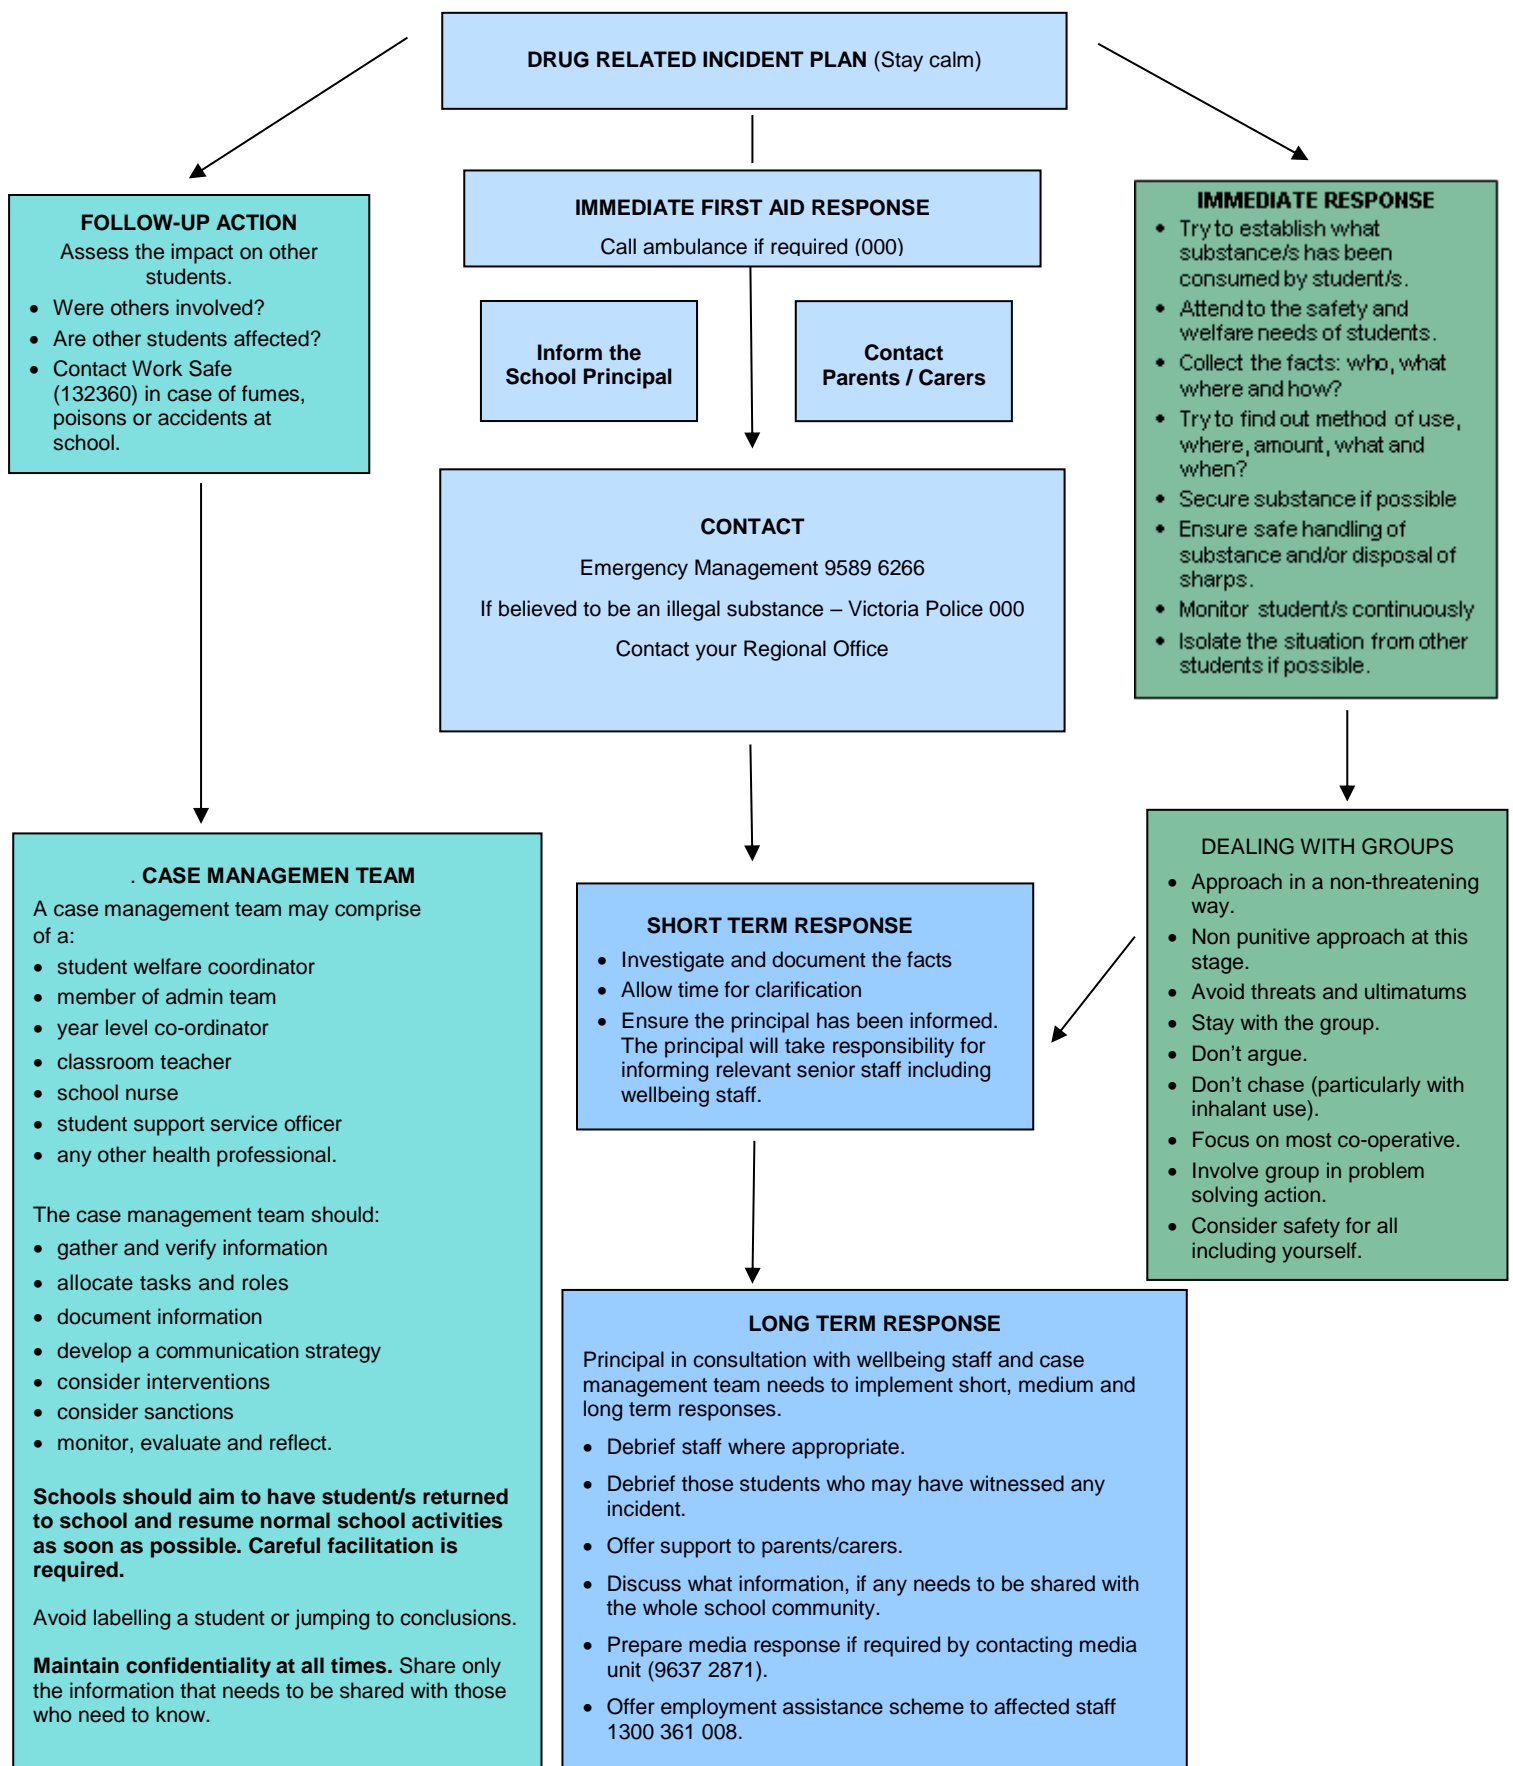 DRUG RELATED INCIDENT PLAN (Stay calm)
FOLLOW-UP ACTION
Assess the impact on other
students.
• Were others involved?
• Are other students affected?
• Contact Work Safe
(132360) in case of fumes,
poisons or accidents at
school.
IMMEDIATE FIRST AID RESPONSE
Call ambulance if required (000)
Inform the
School Principal
Contact
Parents / Carers
IMMEDIATE RESPONSE
• Try to establish what
substance/s has been
consumed by student/s.
• Attend to the safety and
welfare needs of students.
• Collect the facts: who, what
where and how?
• Try to find out method of use,
where, amount, what and
when?
• Secure substance if possible
• Ensure safe handling of
substance and/or disposal of
sharps.
• Monitor student/s continuously
• Isolate the situation from other
students if possible.
CONTACT
Emergency Management 9589 6266
If believed to be an illegal substance – Victoria Police 000
Contact your Regional Office
. CASE MANAGEMEN TEAM
A case management team may comprise
of a:
• student welfare coordinator
• member of admin team
• year level co-ordinator
• classroom teacher
• school nurse
• student support service officer
• any other health professional.
The case management team should:
• gather and verify information
• allocate tasks and roles
• document information
• develop a communication strategy
• consider interventions
• consider sanctions
• monitor, evaluate and reflect.
Schools should aim to have student/s returned
to school and resume normal school activities
as soon as possible. Careful facilitation is
required.
Avoid labelling a student or jumping to conclusions.
Maintain confidentiality at all times. Share only
the information that needs to be shared with those
who need to know.
SHORT TERM RESPONSE
• Investigate and document the facts
• Allow time for clarification
• Ensure the principal has been informed.
The principal will take responsibility for
informing relevant senior staff including
wellbeing staff.
DEALING WITH GROUPS
• Approach in a non-threatening
way.
• Non punitive approach at this
stage.
• Avoid threats and ultimatums
• Stay with the group.
• Don't argue.
• Don't chase (particularly with
inhalant use).
• Focus on most co-operative.
• Involve group in problem
solving action.
• Consider safety for all
including yourself.
LONG TERM RESPONSE
Principal in consultation with wellbeing staff and case
management team needs to implement short, medium and
long term responses.
• Debrief staff where appropriate.
• Debrief those students who may have witnessed any
incident.
• Offer support to parents/carers.
• Discuss what information, if any needs to be shared with
the whole school community.
• Prepare media response if required by contacting media
unit (9637 2871).
• Offer employment assistance scheme to affected staff
1300 361 008.